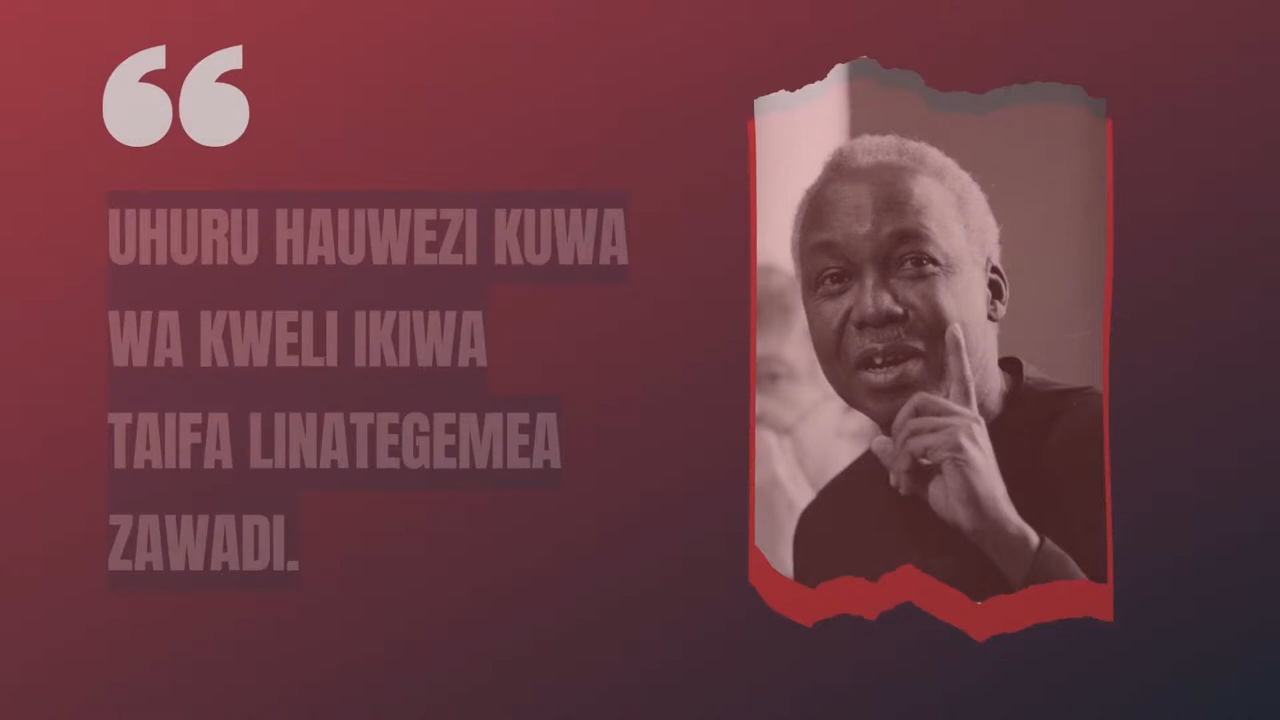 “
UHURU HAUWEZI KUWA
WA KWELI IKIWA
TAIFA LINATEGEMEA
ZAWADI.